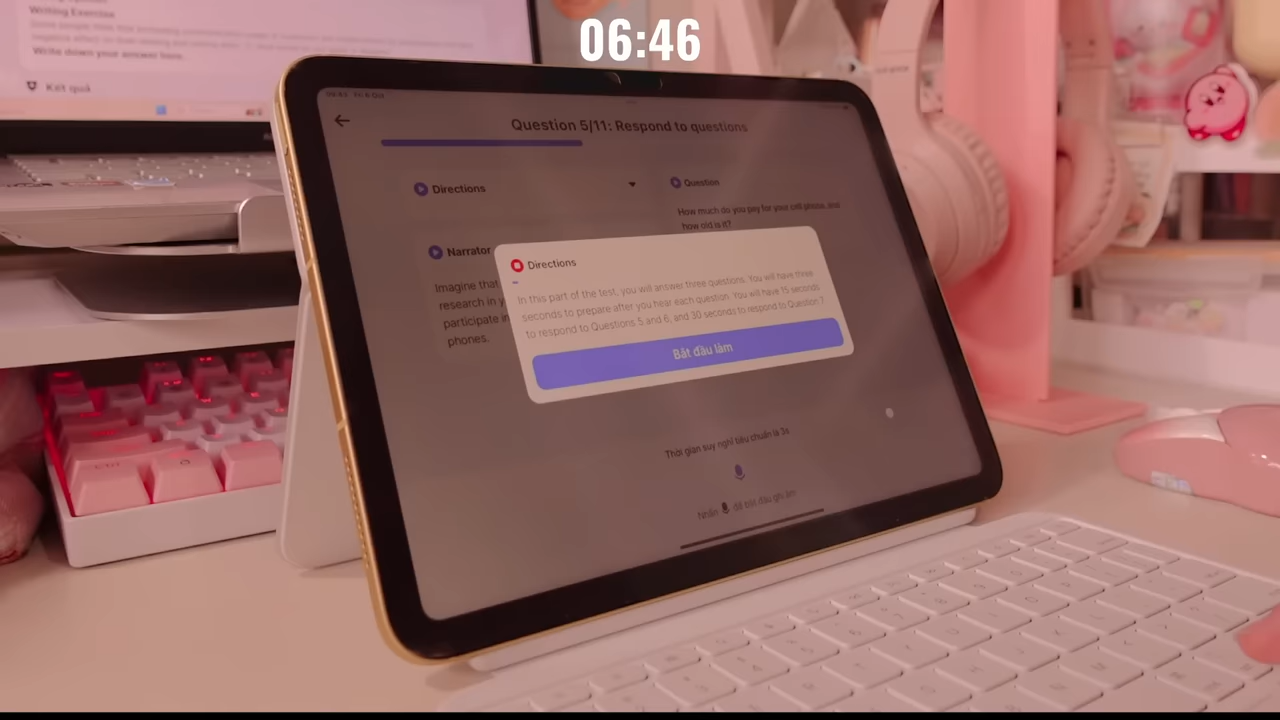 06:46
Writing Exercise
Write down your answer here..
Kết quả
Question 5/11: Respond to questions
Directions
Question
How much do you pay for your cell phone, and
how old is it?
Narrator
Imagine that
research in y
participate in
phones.
Directions
In this part of the test, you will answer three questions. You will have three
seconds to prepare after you hear each question. You will have 15 seconds
to respond to Questions 5 and 6, and 30 seconds to respond to Question 7
Bắt đầu làm
Thời gian suy nghĩ tiêu chuẩn là 3s
Nhấn để bắt đầu ghi âm